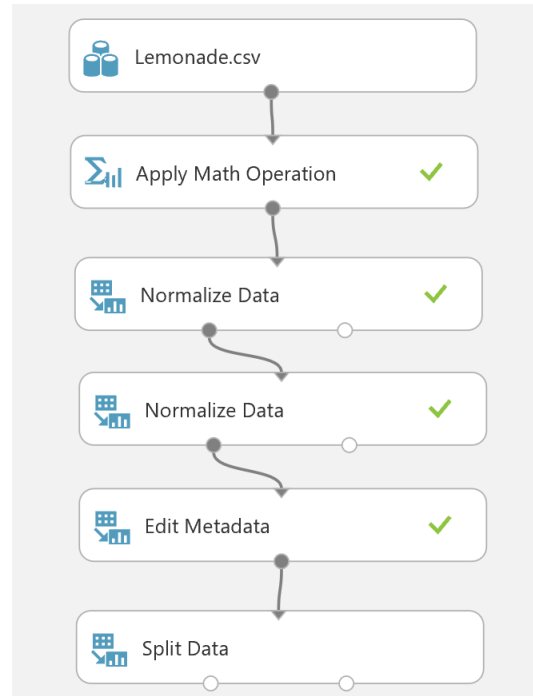 Lemonade.csv
Apply Math Operation
Normalize Data
Normalize Data
Edit Metadata
Split Data